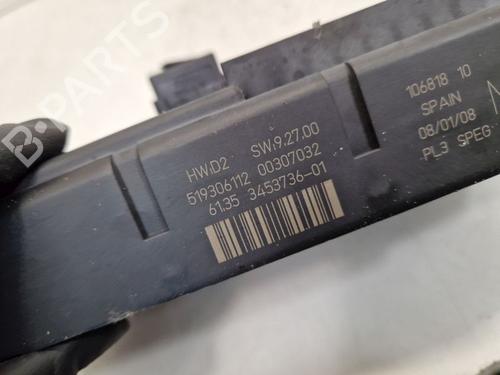 HW:D2 SW.9.27.00
519306112 00307032
61.35 3453736-01
106818 10
SPAIN
08/01/08
PL3 SPEG
B-PARTS